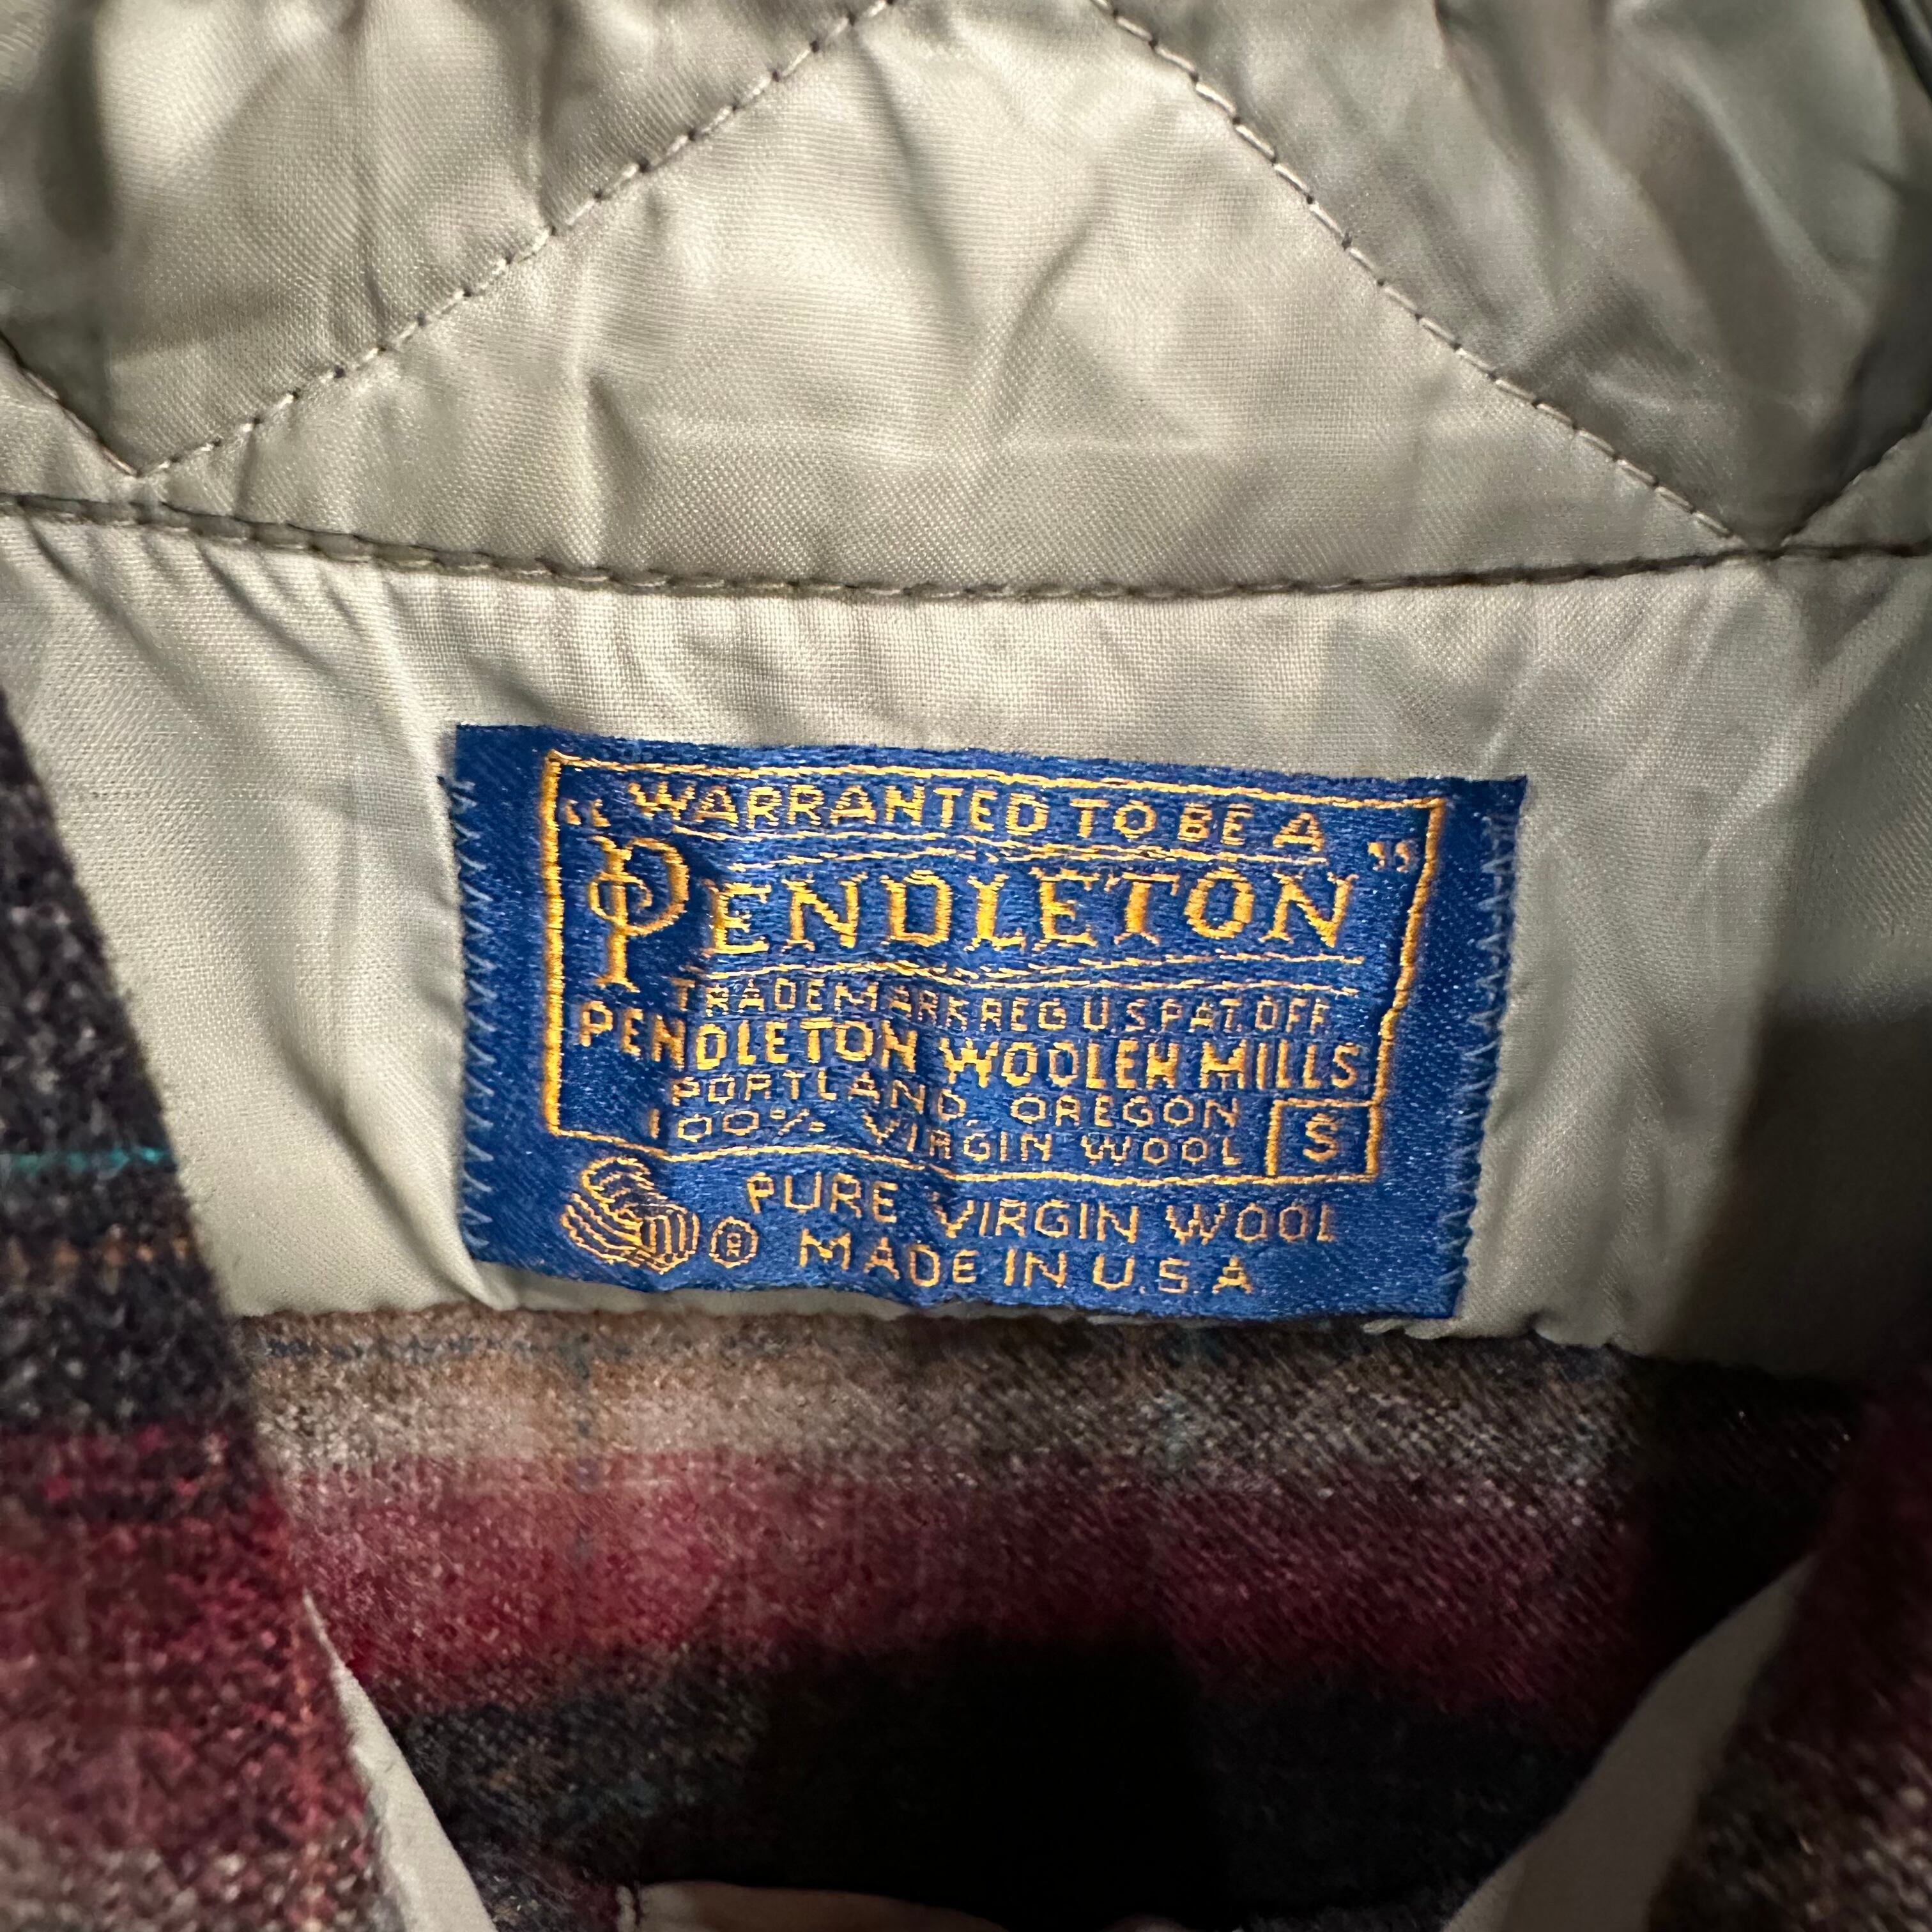 “WARRANTED TO BE A
PENDLETON”
TRADEMARK REG U.S. PAT. OFF.
PENDLETON WOOLEN MILLS
PORTLAND, OREGON
100% VIRGIN WOOL S
PURE VIRGIN WOOL
® MADE IN U.S.A